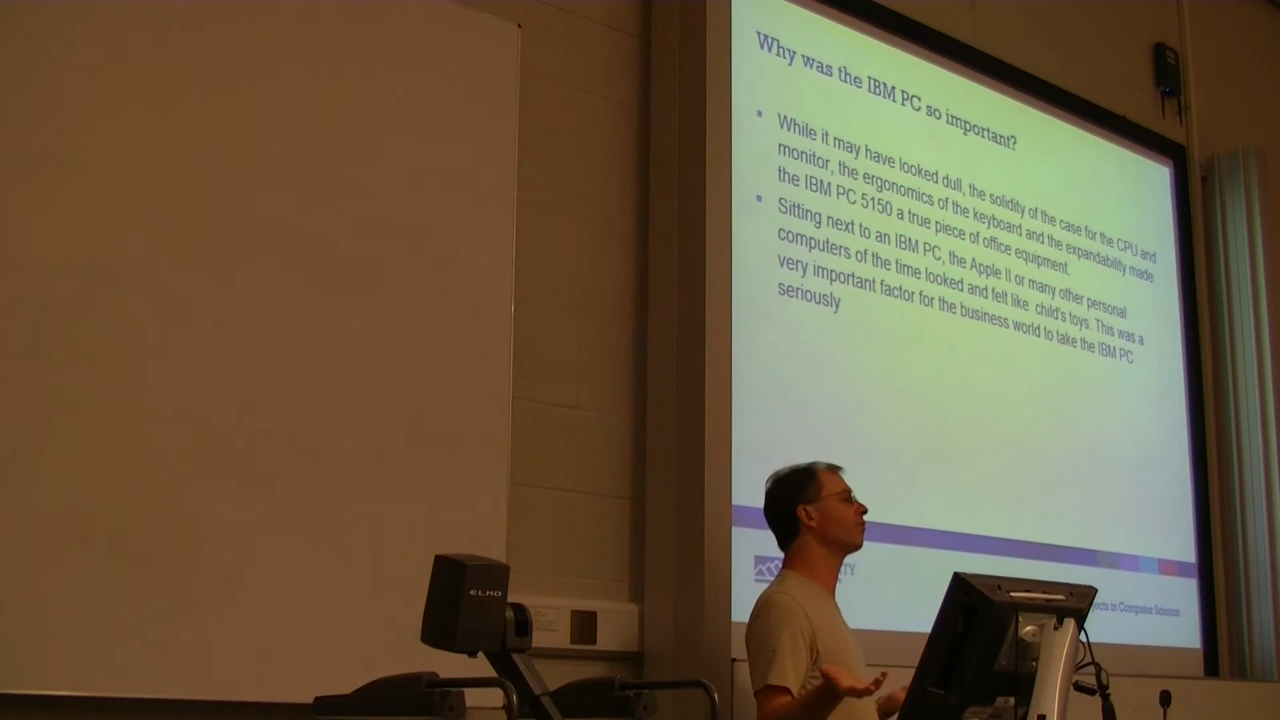 Why was the IBM PC so important?
While it may have looked dull, the solidity of the case for the CPU and
monitor, the ergonomics of the keyboard and the expandability made
the IBM PC 5150 a true piece of office equipment.
Sitting next to an IBM PC, the Apple II or many other personal
computers of the time looked and felt like child's toys. This was a
very important factor for the business world to take the IBM PC
seriously
ELMO
in Computer Science